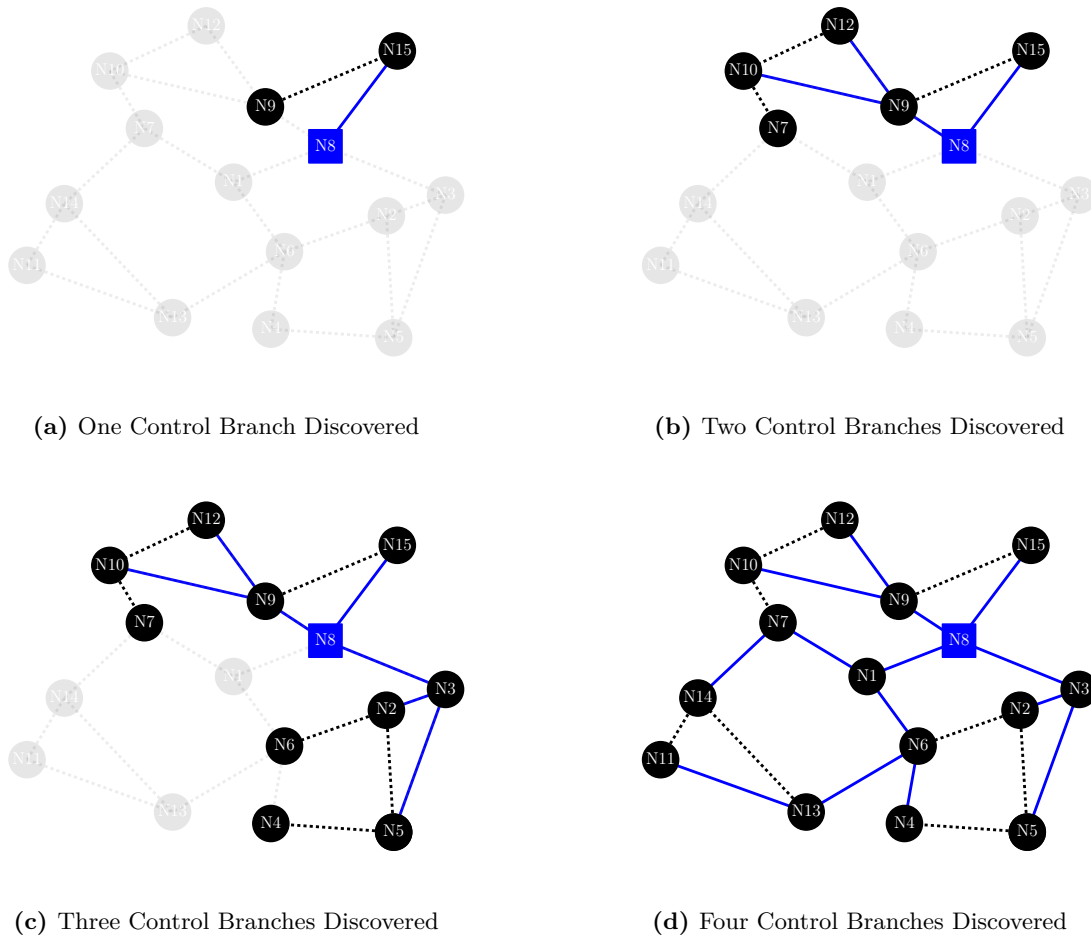 N12
N15
N10
N9
N7
N8
N1
N3
N14
N2
N6
N11
N13
N4
N5
(a) One Control Branch Discovered
N12
N15
N10
N9
N7
N8
N1
N3
N14
N2
N6
N11
N13
N4
N5
(b) Two Control Branches Discovered
N12
N15
N10
N9
N7
N8
N1
N3
N14
N2
N6
N11
N13
N4
N5
(c) Three Control Branches Discovered
N12
N15
N10
N9
N7
N8
N1
N3
N14
N2
N6
N11
N13
N4
N5
(d) Four Control Branches Discovered